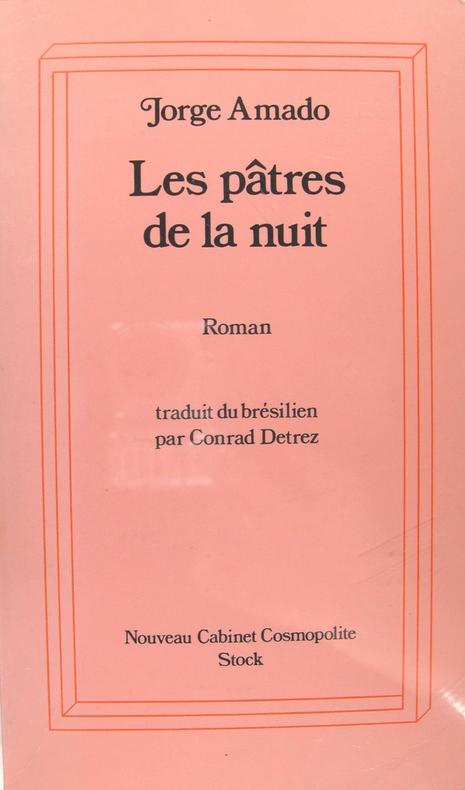 Jorge Amado
Les pâtres
de la nuit
Roman
traduit du brésilien
par Conrad Detrez
Nouveau Cabinet Cosmopolite
Stock